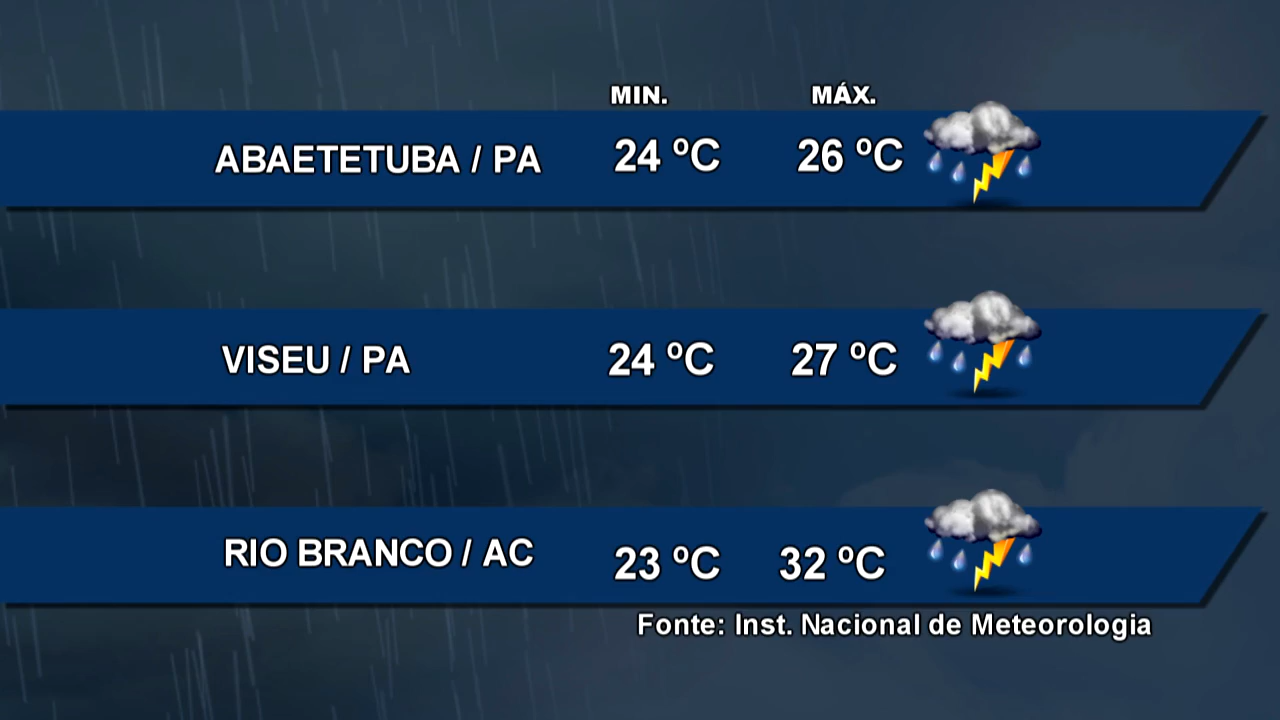 MIN. MÁX.
ABAETETUBA / PA 24 ºC 26 ºC
VISEU / PA 24 ºC 27 ºC
RIO BRANCO / AC 23 ºC 32 ºC
Fonte: Inst. Nacional de Meteorologia